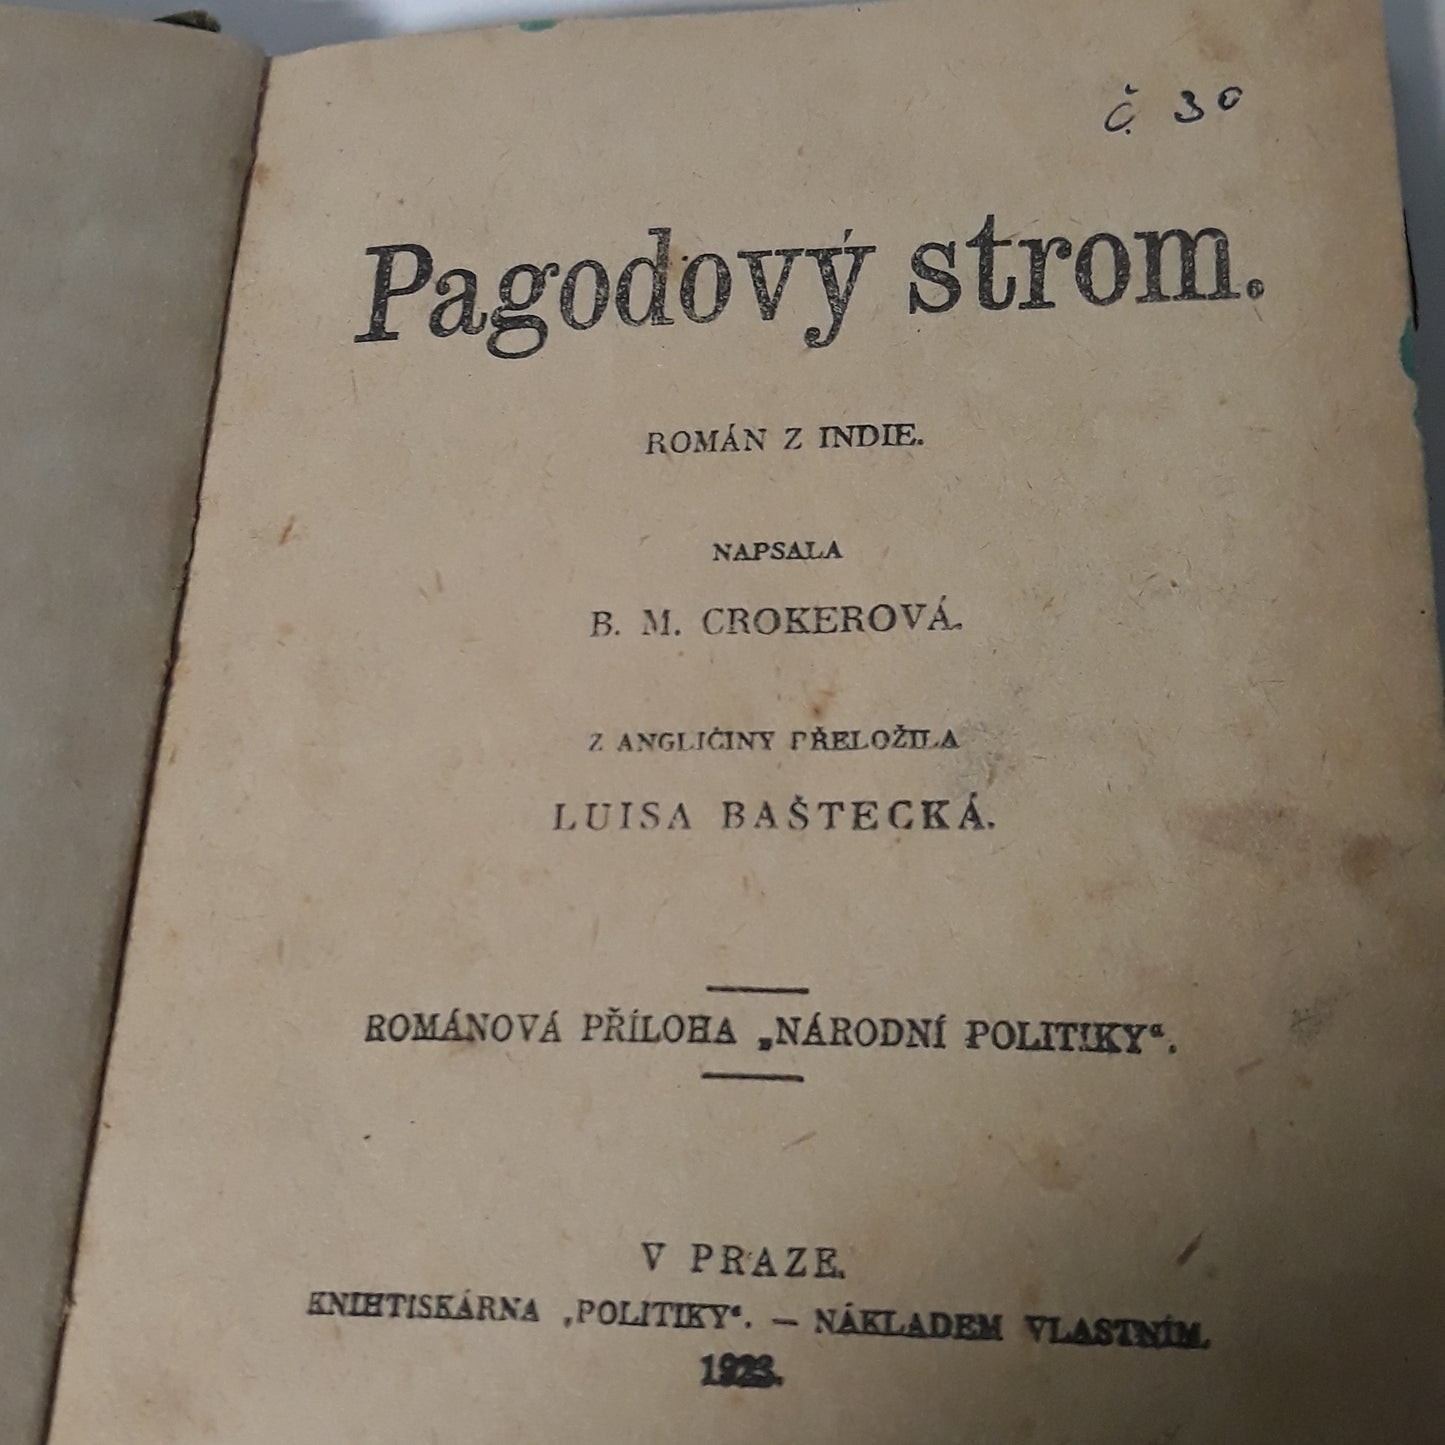 č. 30
Pagodový strom.
ROMÁN Z INDIE.
NAPSALA
B. M. CROKEROVÁ.
Z ANGLIČINY PŘELOŽILA
LUISA BAŠTECKÁ.
ROMÁNOVÁ PŘÍLOHA „NÁRODNÍ POLITIKY“.
V PRAZE.
KNIHTISKÁRNA ‚POLITIKY‘. — NÁKLADEM VLASTNÍM.
1923.